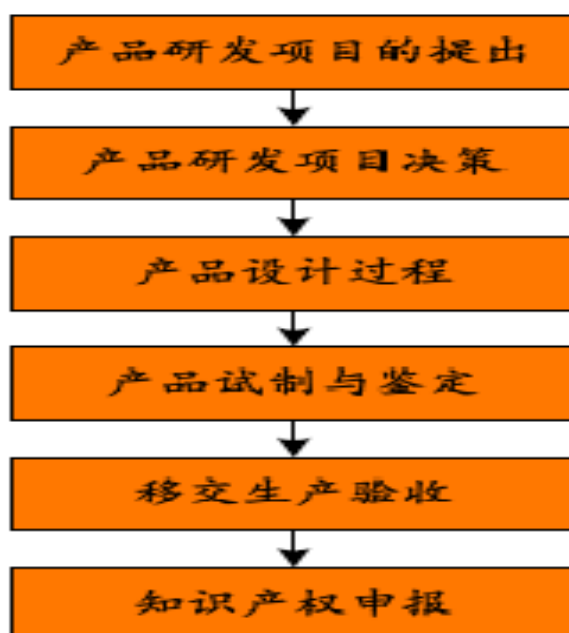 产品研发项目的提出
产品研发项目决策
产品设计过程
产品试制与鉴定
移交生产验收
知识产权申报